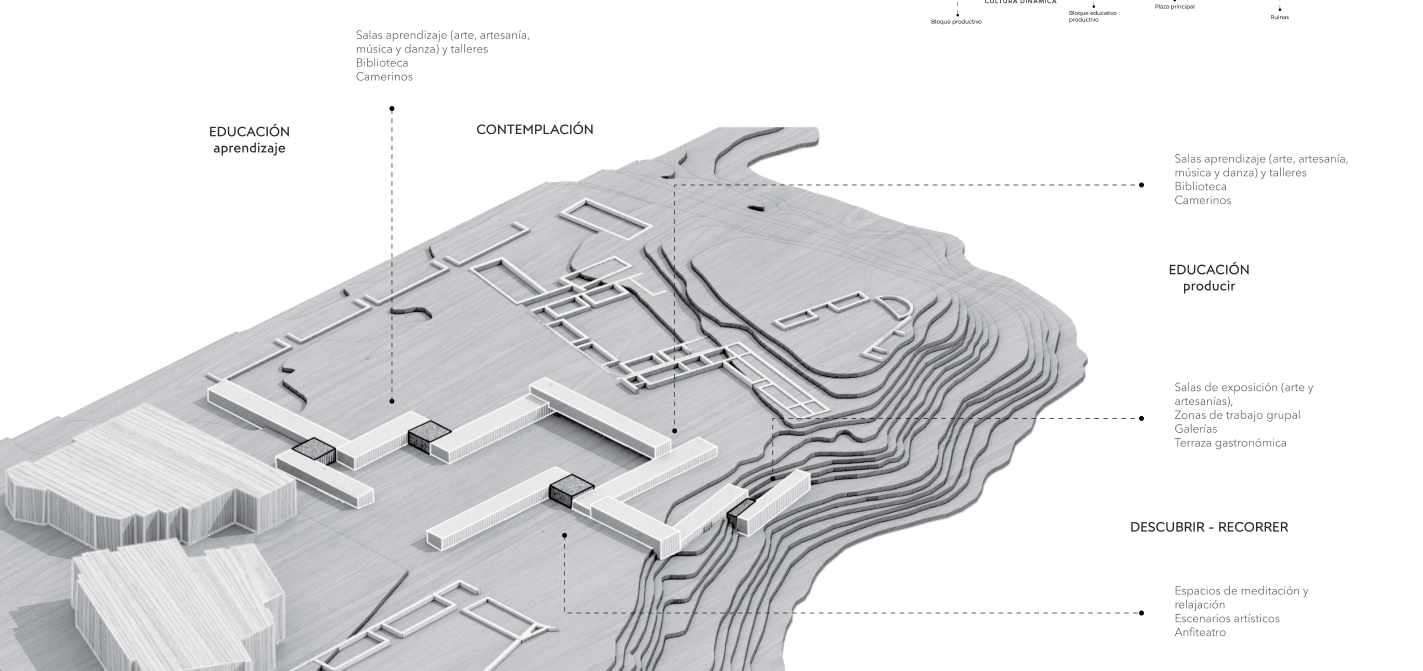 CULTURA DINAMICA
Bloque productivo
Bloque educativo
productivo
Plaza principal
Ruinas
Salas aprendizaje (arte, artesanía,
música y danza) y talleres
Biblioteca
Camerinos
EDUCACIÓN
aprendizaje
CONTEMPLACIÓN
Salas aprendizaje (arte, artesanía,
música y danza) y talleres
Biblioteca
Camerinos
EDUCACIÓN
producir
Salas de exposición (arte y
artesanías),
Zonas de trabajo grupal
Galerías
Terraza gastronómica
DESCUBRIR - RECORRER
Espacios de meditación y
relajación
Escenarios artísticos
Anfiteatro